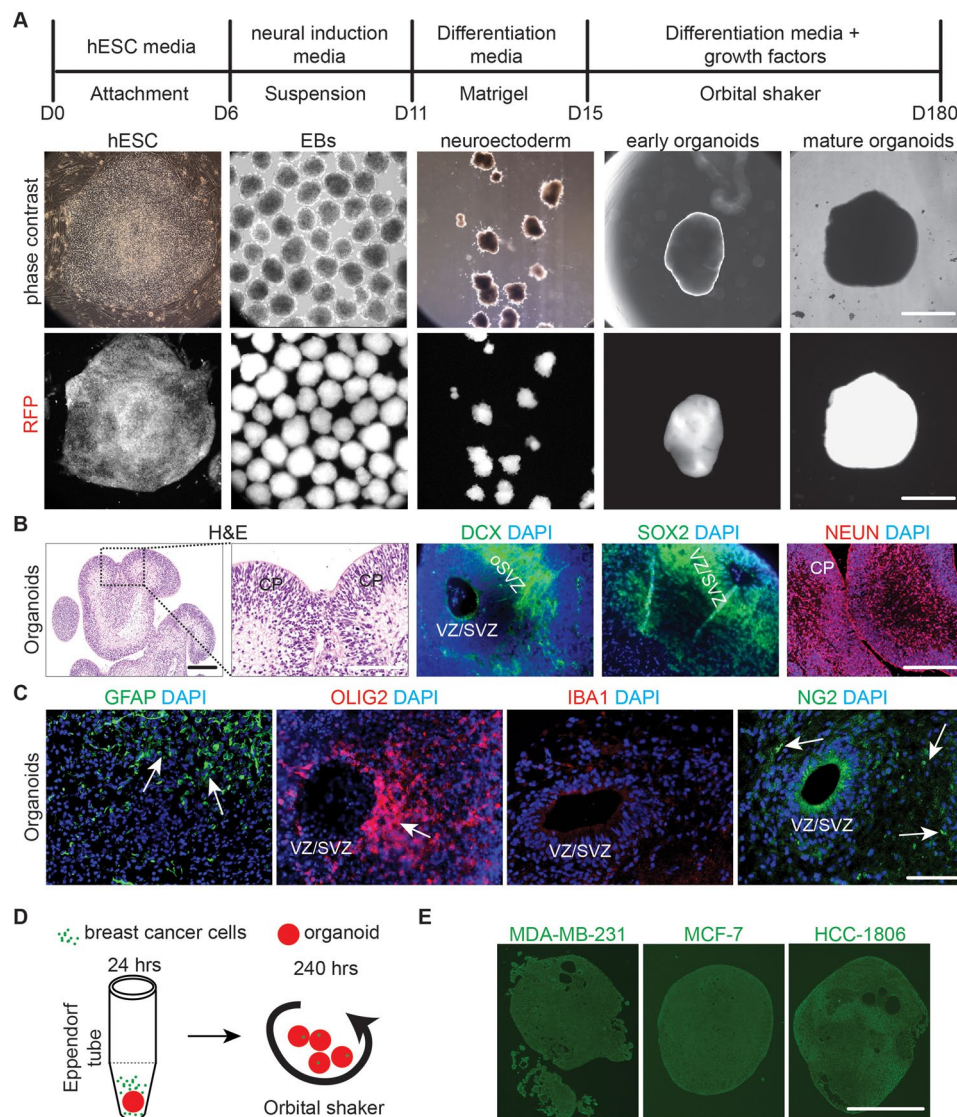 A
hESC media
neural induction
media
Differentiation
media
Differentiation media +
growth factors
Attachment
Suspension
Matrigel
Orbital shaker
D0
D6
D11
D15
D180
hESC
EBs
neuroectoderm
early organoids
mature organoids
phase contrast
RFP
B
H&E
DCX DAPI
SOX2 DAPI
NEUN DAPI
Organoids
CP
CP
oSVZ
VZ/SVZ
VZ/SVZ
CP
C
GFAP DAPI
OLIG2 DAPI
IBA1 DAPI
NG2 DAPI
Organoids
VZ/SVZ
VZ/SVZ
VZ/SVZ
D
breast cancer cells
organoid
24 hrs
240 hrs
Eppendorf
tube
Orbital shaker
E
MDA-MB-231
MCF-7
HCC-1806